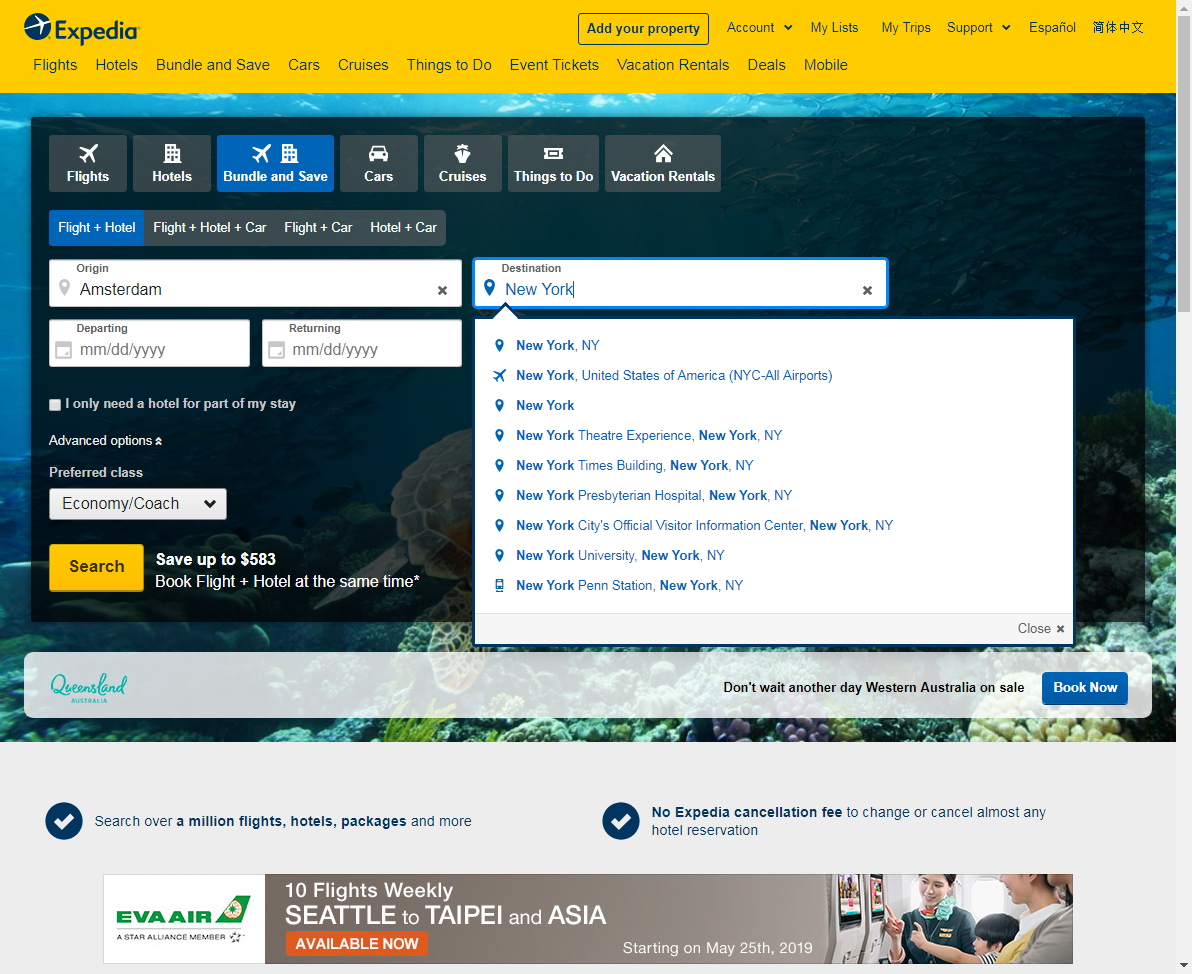 Expedia
Add your property
Account
My Lists
My Trips
Support
Español
简体中文
Flights
Hotels
Bundle and Save
Cars
Cruises
Things to Do
Event Tickets
Vacation Rentals
Deals
Mobile
Flights
Hotels
Bundle and Save
Cars
Cruises
Things to Do
Vacation Rentals
Flight + Hotel
Flight + Hotel + Car
Flight + Car
Hotel + Car
Origin
Amsterdam
Destination
New York
Departing
mm/dd/yyyy
Returning
mm/dd/yyyy
New York, NY
New York, United States of America (NYC-All Airports)
New York
New York Theatre Experience, New York, NY
New York Times Building, New York, NY
New York Presbyterian Hospital, New York, NY
New York City's Official Visitor Information Center, New York, NY
New York University, New York, NY
New York Penn Station, New York, NY
Close
I only need a hotel for part of my stay
Advanced options
Preferred class
Economy/Coach
Search
Save up to $583
Book Flight + Hotel at the same time*
Queensland
AUSTRALIA
Don't wait another day Western Australia on sale
Book Now
Search over a million flights, hotels, packages and more
No Expedia cancellation fee to change or cancel almost any
hotel reservation
EVA AIR
A STAR ALLIANCE MEMBER
10 Flights Weekly
SEATTLE to TAIPEI and ASIA
AVAILABLE NOW
Starting on May 25th, 2019